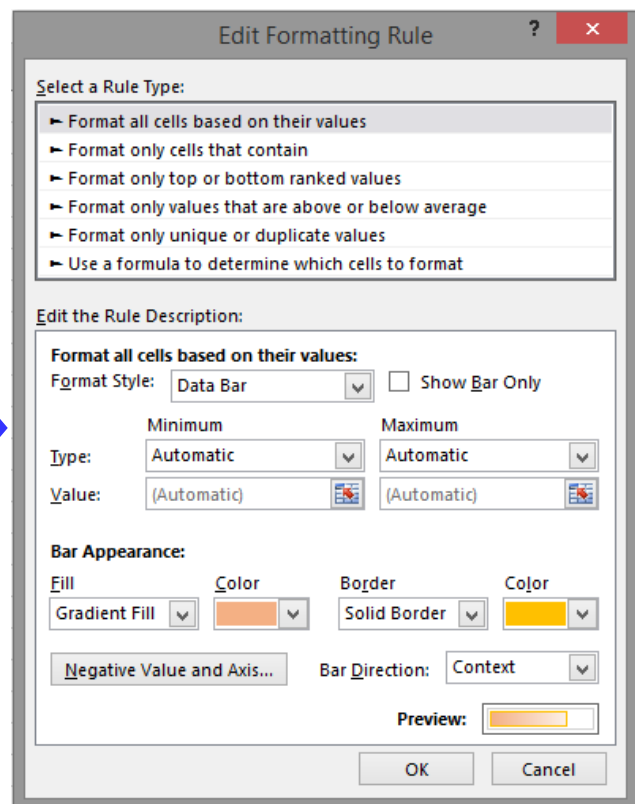 Edit Formatting Rule ?
Select a Rule Type:
► Format all cells based on their values
► Format only cells that contain
► Format only top or bottom ranked values
► Format only values that are above or below average
► Format only unique or duplicate values
► Use a formula to determine which cells to format
Edit the Rule Description:
Format all cells based on their values:
Format Style: Data Bar Show Bar Only
Minimum Maximum
Type: Automatic Automatic
Value: (Automatic) (Automatic)
Bar Appearance:
Fill Color Border Color
Gradient Fill Solid Border
Negative Value and Axis... Bar Direction: Context
Preview:
OK Cancel